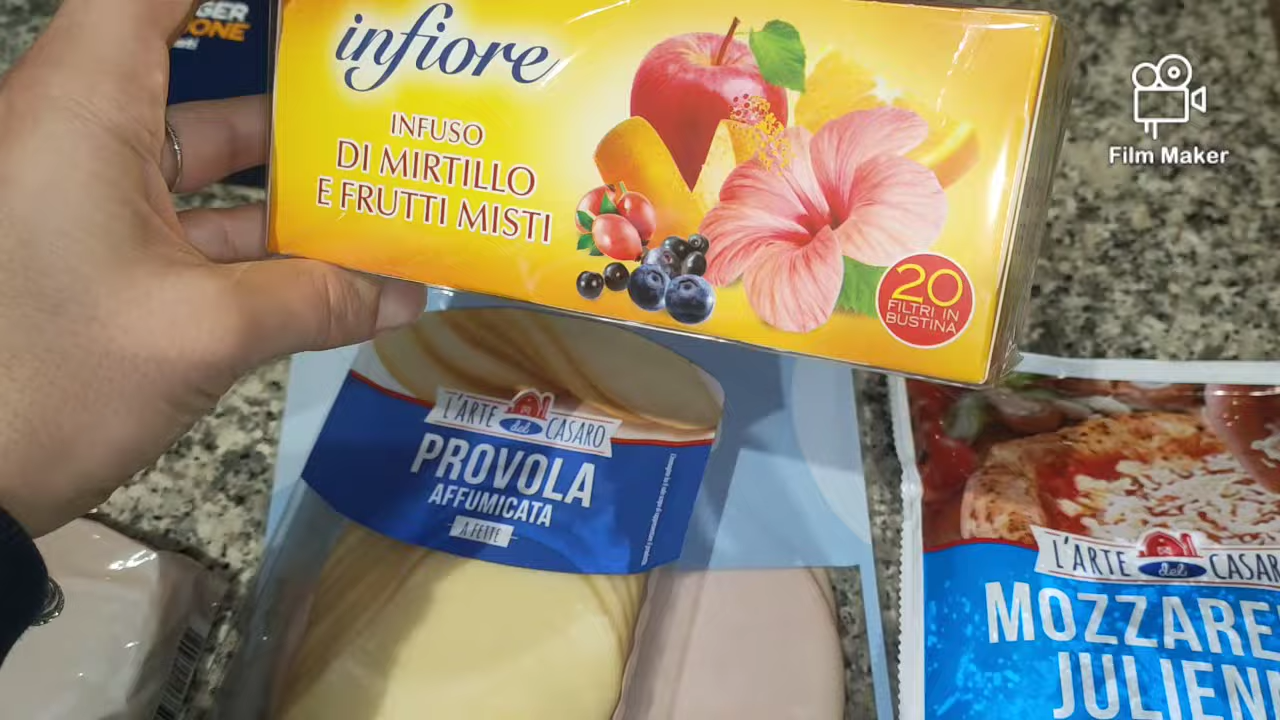 GER
infiore
INFUSO
DI MIRTILLO
E FRUTTI MISTI
20
FILTRI IN
BUSTINA
Film Maker
L'ARTE
del
CASARO
PROVOLA
AFFUMICATA
A FETTE
L'ARTE
del
CASAR
MOZZARE
JULIEN